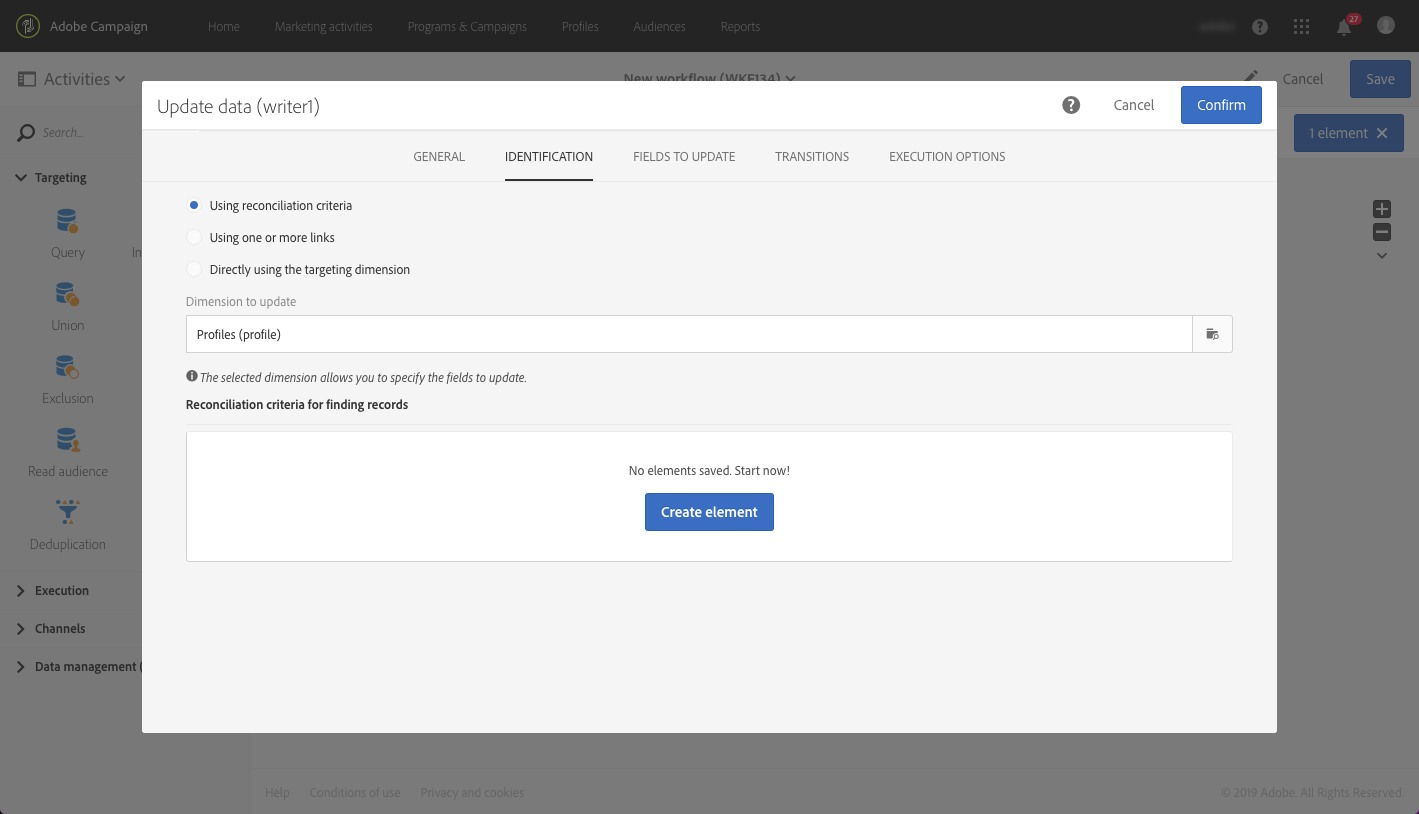 Adobe Campaign
Home
Marketing activities
Programs & Campaigns
Profiles
Audiences
Reports
27
Activities
New workflow (WKF134)
Cancel
Save
Update data (writer1)
Cancel
Confirm
Search...
1 element
GENERAL
IDENTIFICATION
FIELDS TO UPDATE
TRANSITIONS
EXECUTION OPTIONS
Targeting
Using reconciliation criteria
Using one or more links
Query
In
Directly using the targeting dimension
Dimension to update
Union
Profiles (profile)
The selected dimension allows you to specify the fields to update.
Exclusion
Reconciliation criteria for finding records
Read audience
No elements saved. Start now!
Create element
Deduplication
Execution
Channels
Data management (
Help
Conditions of use
Privacy and cookies
© 2019 Adobe. All Rights Reserved.